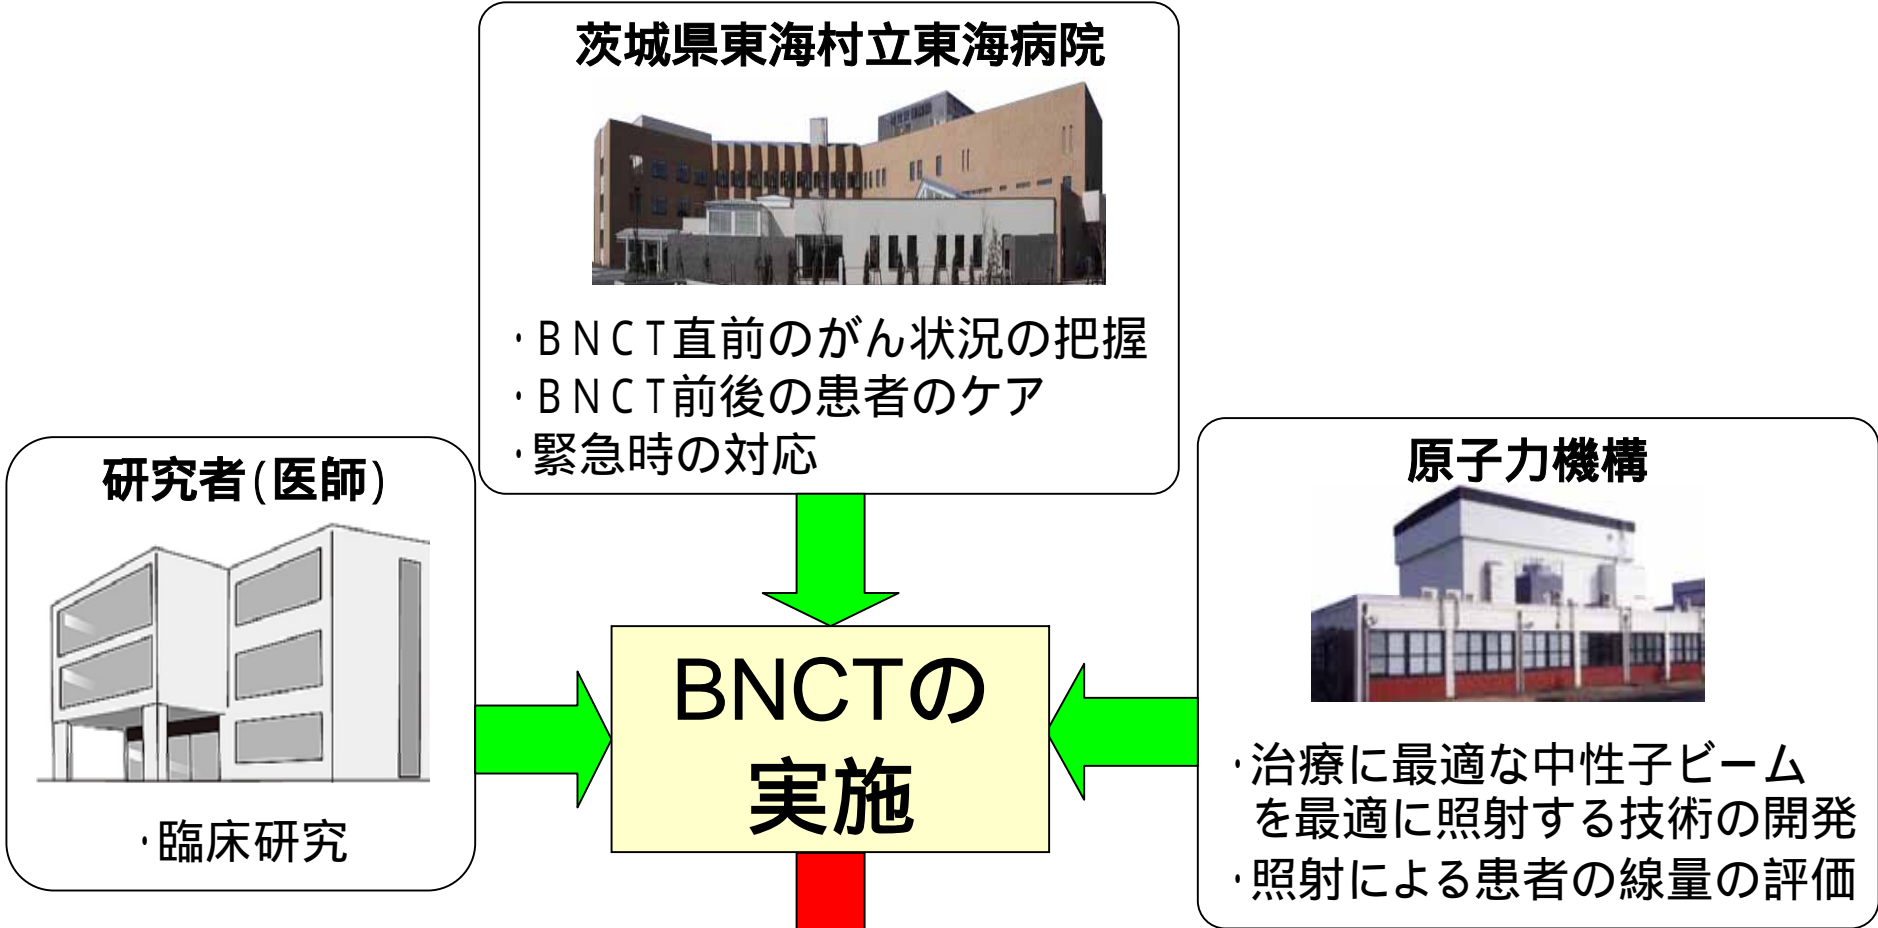 茨城県東海村立東海病院
・BNCT直前のがん状況の把握
・BNCT前後の患者のケア
・緊急時の対応
研究者(医師)
・臨床研究
BNCTの
実施
原子力機構
・治療に最適な中性子ビーム
を最適に照射する技術の開発
・照射による患者の線量の評価